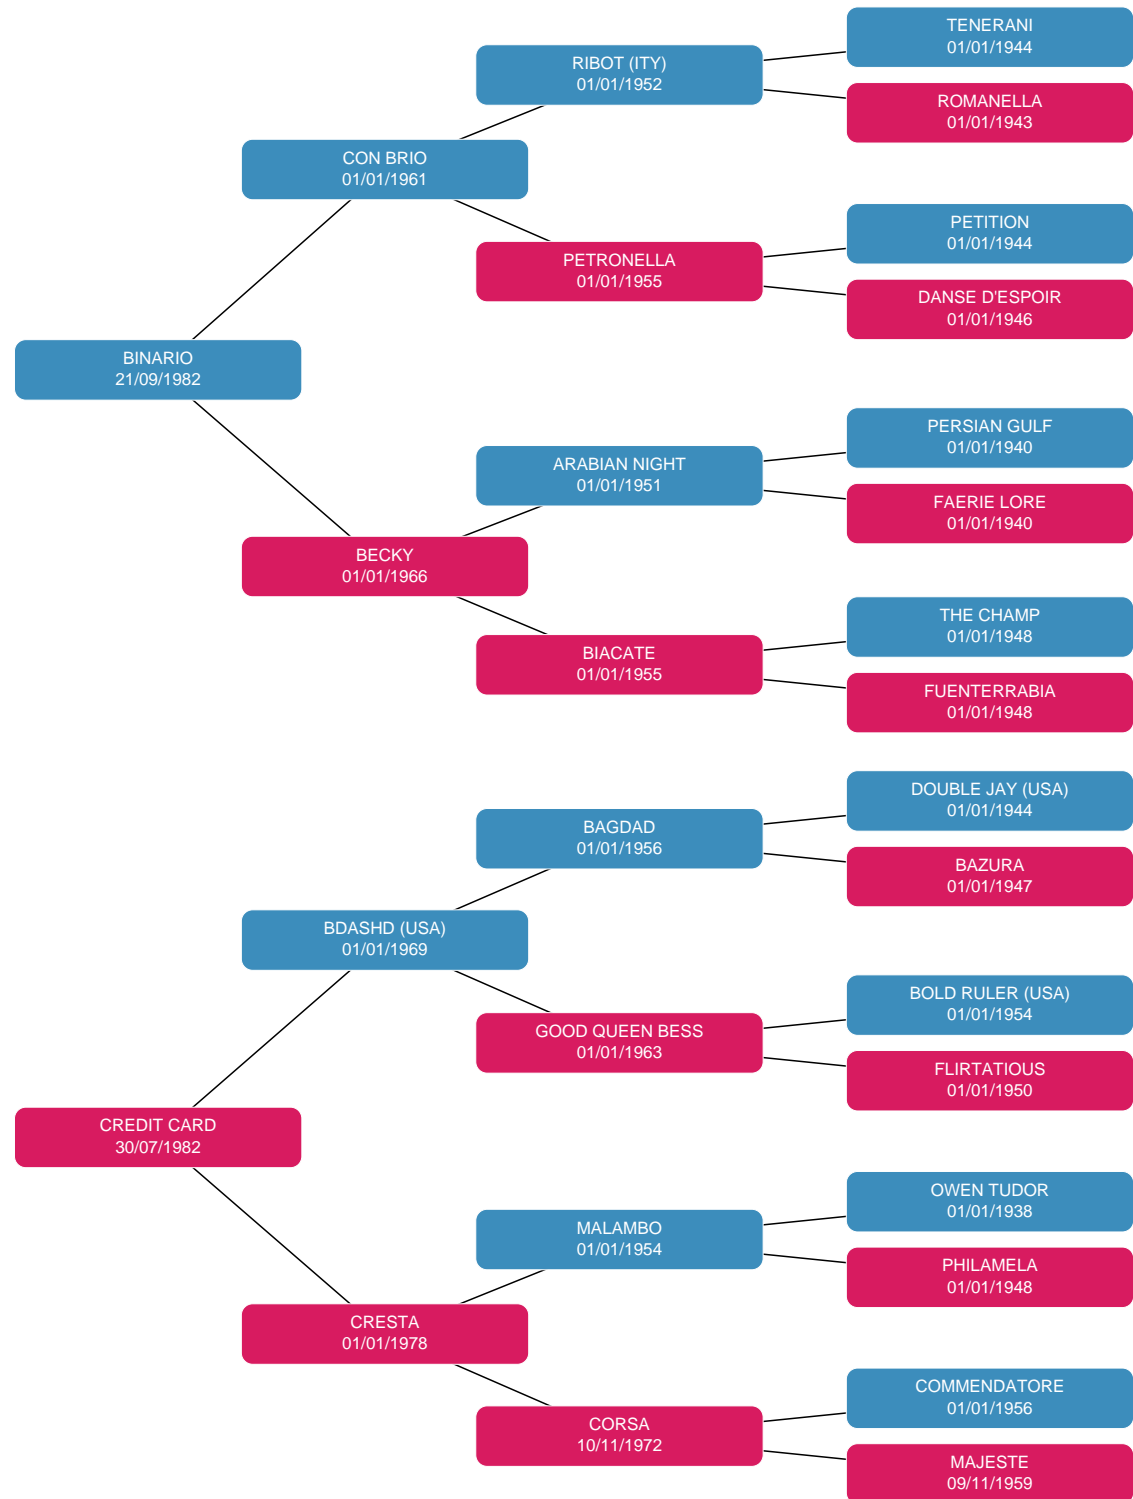 TENERANI
01/01/1944
RIBOT (ITY)
01/01/1952
ROMANELLA
01/01/1943
CON BRIO
01/01/1961
PETITION
01/01/1944
PETRONELLA
01/01/1955
DANSE D'ESPOIR
01/01/1946
BINARIO
21/09/1982
PERSIAN GULF
01/01/1940
ARABIAN NIGHT
01/01/1951
FAERIE LORE
01/01/1940
BECKY
01/01/1966
THE CHAMP
01/01/1948
BIACATE
01/01/1955
FUENTERRABIA
01/01/1948
DOUBLE JAY (USA)
01/01/1944
BAGDAD
01/01/1956
BAZURA
01/01/1947
BDASHD (USA)
01/01/1969
BOLD RULER (USA)
01/01/1954
GOOD QUEEN BESS
01/01/1963
FLIRTATIOUS
01/01/1950
CREDIT CARD
30/07/1982
OWEN TUDOR
01/01/1938
MALAMBO
01/01/1954
PHILAMELA
01/01/1948
CRESTA
01/01/1978
COMMENDATORE
01/01/1956
CORSA
10/11/1972
MAJESTE
09/11/1959